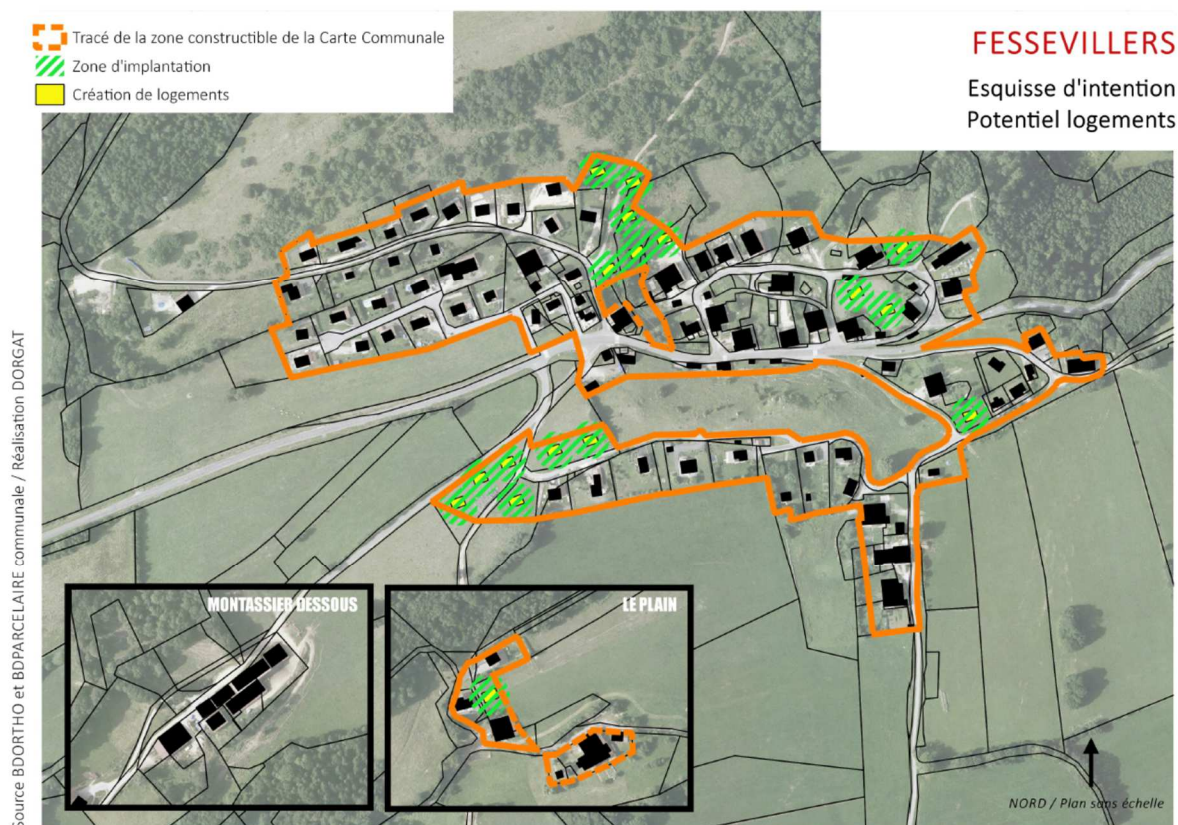 Tracé de la zone constructible de la Carte Communale
Zone d'implantation
Création de logements
FESSEVILLERS
Esquisse d'intention
Potentiel logements
Source BDORTHO et BDPARCELAIRE communale / Réalisation DORGAT
MONTASSIER DESSOUS
LE PLAIN
NORD / Plan sans échelle